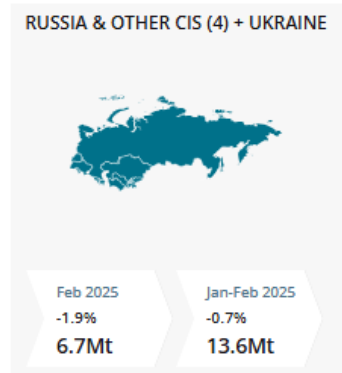 RUSSIA & OTHER CIS (4) + UKRAINE
Feb 2025
-1.9%
6.7Mt
Jan-Feb 2025
-0.7%
13.6Mt